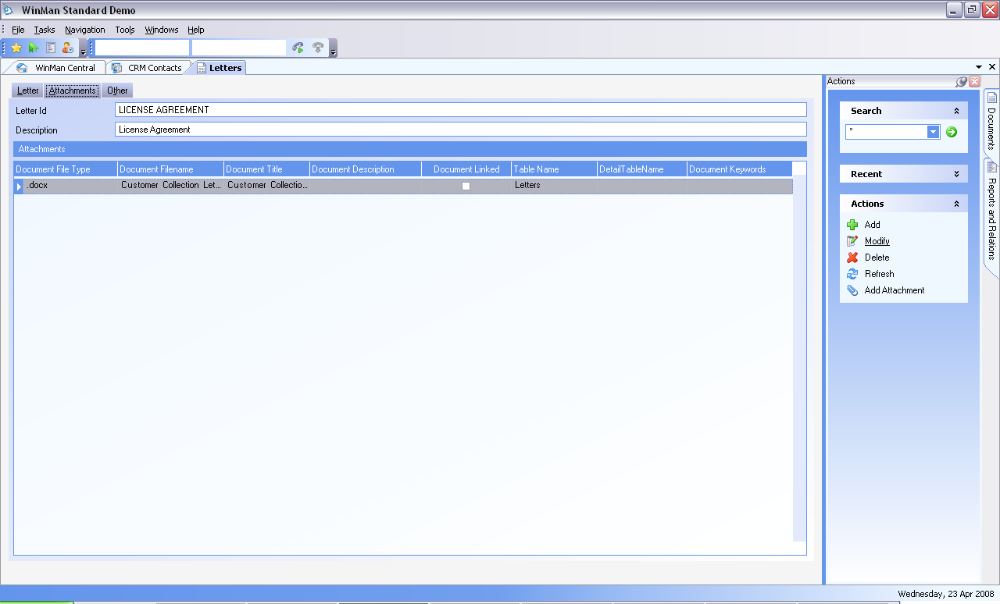 WinMan Standard Demo
File Tasks Navigation Tools Windows Help
WinMan Central CRM Contacts Letters
Letter Attachments Other
Letter Id LICENSE AGREEMENT
Description License Agreement
Attachments
Document File Type Document Filename Document Title Document Description Document Linked Table Name DetailTableName Document Keywords
.docx Customer Collection Let... Customer Collectio... Letters
Actions
Search
*
Recent
Actions
Add
Modify
Delete
Refresh
Add Attachment
Documents
Reports and Relations
Wednesday, 23 Apr 2008